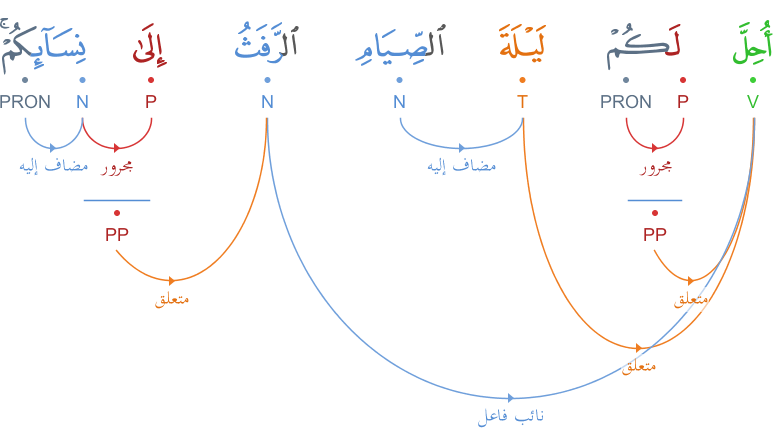 أُحِلَّ لَكُمْ لَيْلَةَ ٱلصِّيَامِ ٱلرَّفَثُ إِلَىٰ نِسَآئِكُمْ ۚ
V P PRON T N N P N PRON
مجرور مضاف إليه مجرور مضاف إليه
PP PP
متعلق متعلق
متعلق
نائب فاعل